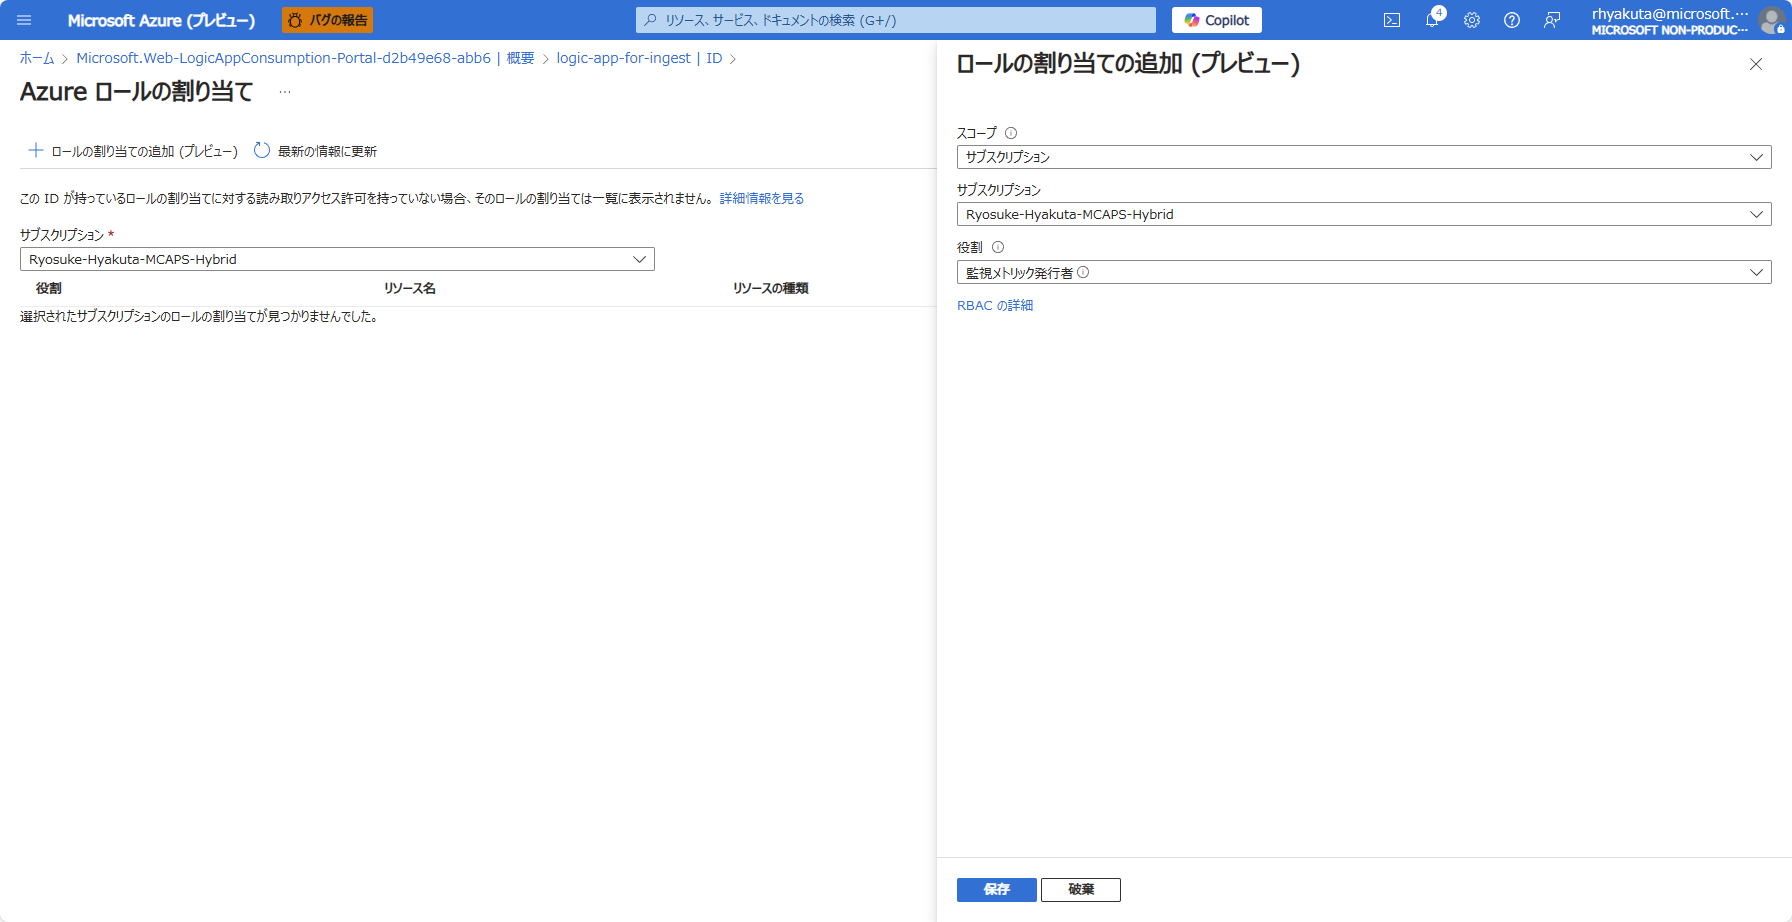 Microsoft Azure (プレビュー)
バグの報告
リソース、サービス、ドキュメントの検索 (G+/)
Copilot
4
rhyakuta@microsoft.…
MICROSOFT NON-PRODUC…
ホーム > Microsoft.Web-LogicAppConsumption-Portal-d2b49e68-abb6 | 概要 > logic-app-for-ingest | ID >
Azure ロールの割り当て …
ロールの割り当ての追加 (プレビュー)
最新の情報に更新
この ID が持っているロールの割り当てに対する読み取りアクセス許可を持っていない場合、そのロールの割り当ては一覧に表示されません。 詳細情報を見る
サブスクリプション *
Ryosuke-Hyakuta-MCAPS-Hybrid
役割 リソース名 リソースの種類
選択されたサブスクリプションのロールの割り当てが見つかりませんでした。
ロールの割り当ての追加 (プレビュー)
スコープ
サブスクリプション
サブスクリプション
Ryosuke-Hyakuta-MCAPS-Hybrid
役割
監視メトリック発行者
RBAC の詳細
保存
破棄